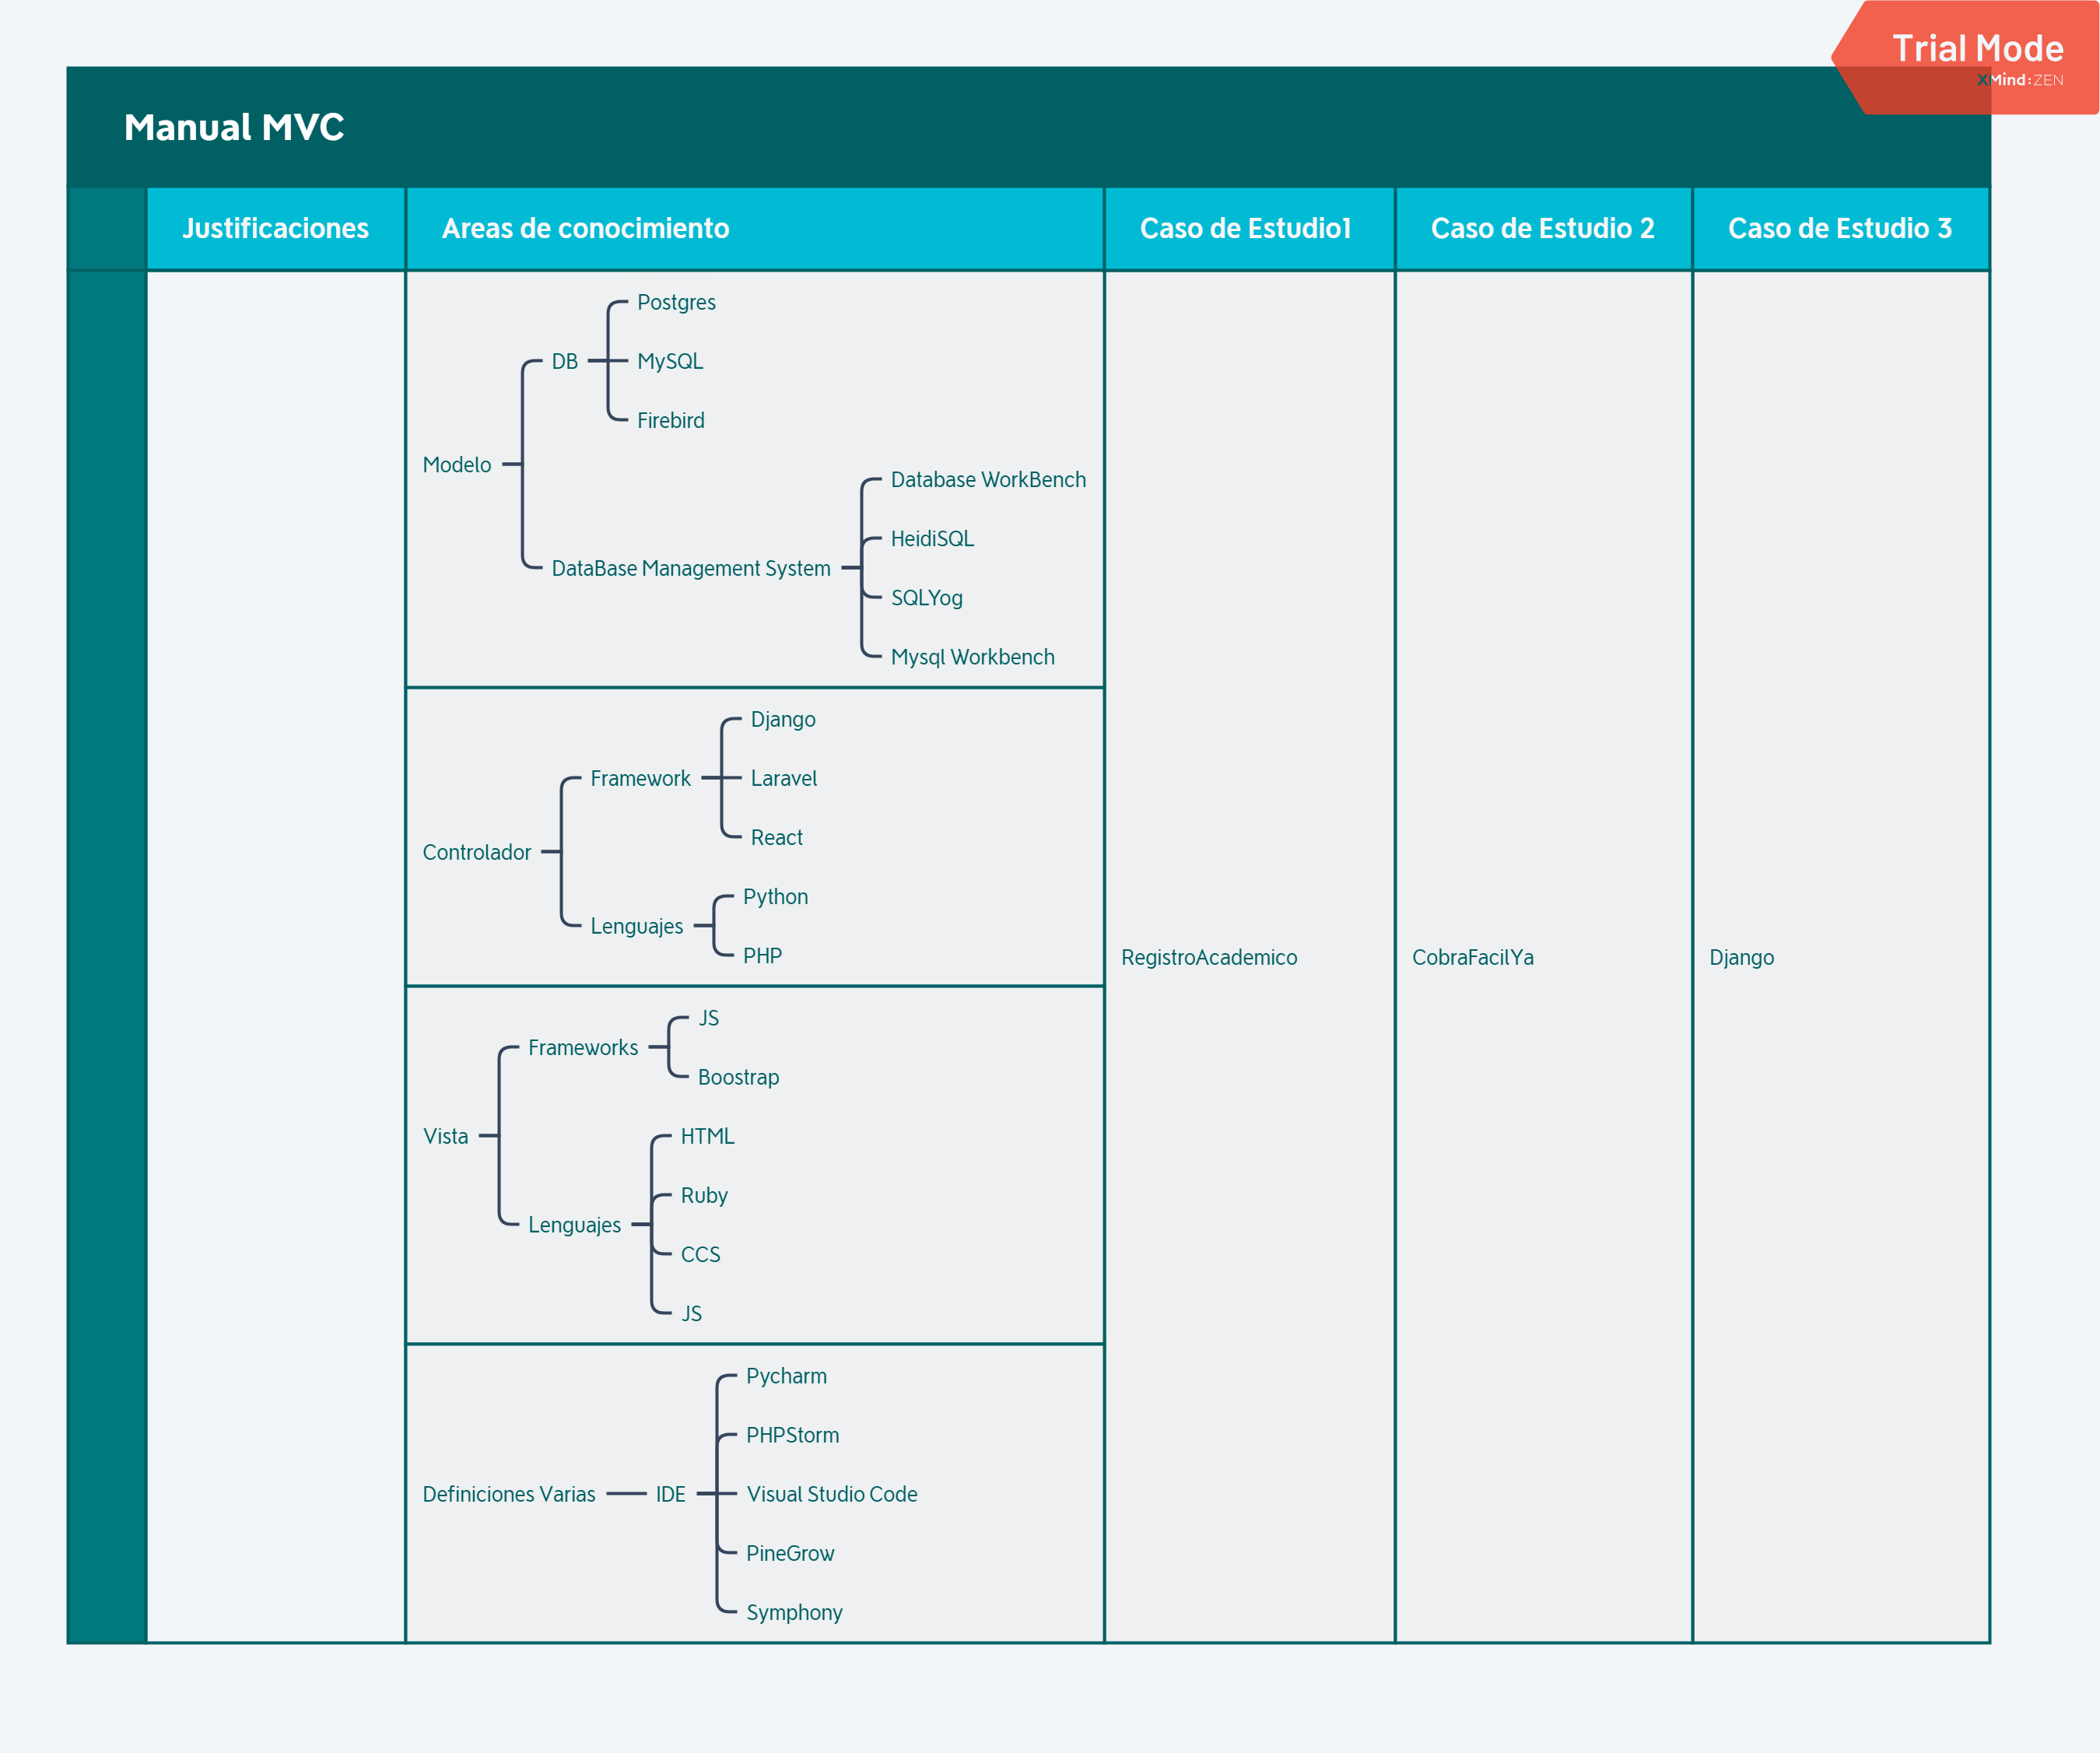 Trial Mode
XMind:ZEN
Manual MVC
Justificaciones
Areas de conocimiento
Caso de Estudio1
Caso de Estudio 2
Caso de Estudio 3
Modelo
DB
Postgres
MySQL
Firebird
DataBase Management System
Database WorkBench
HeidiSQL
SQLYog
Mysql Workbench
Controlador
Framework
Django
Laravel
React
Lenguajes
Python
PHP
Vista
Frameworks
JS
Boostrap
Lenguajes
HTML
Ruby
CCS
JS
Definiciones Varias
IDE
Pycharm
PHPStorm
Visual Studio Code
PineGrow
Symphony
RegistroAcademico
CobraFacilYa
Django